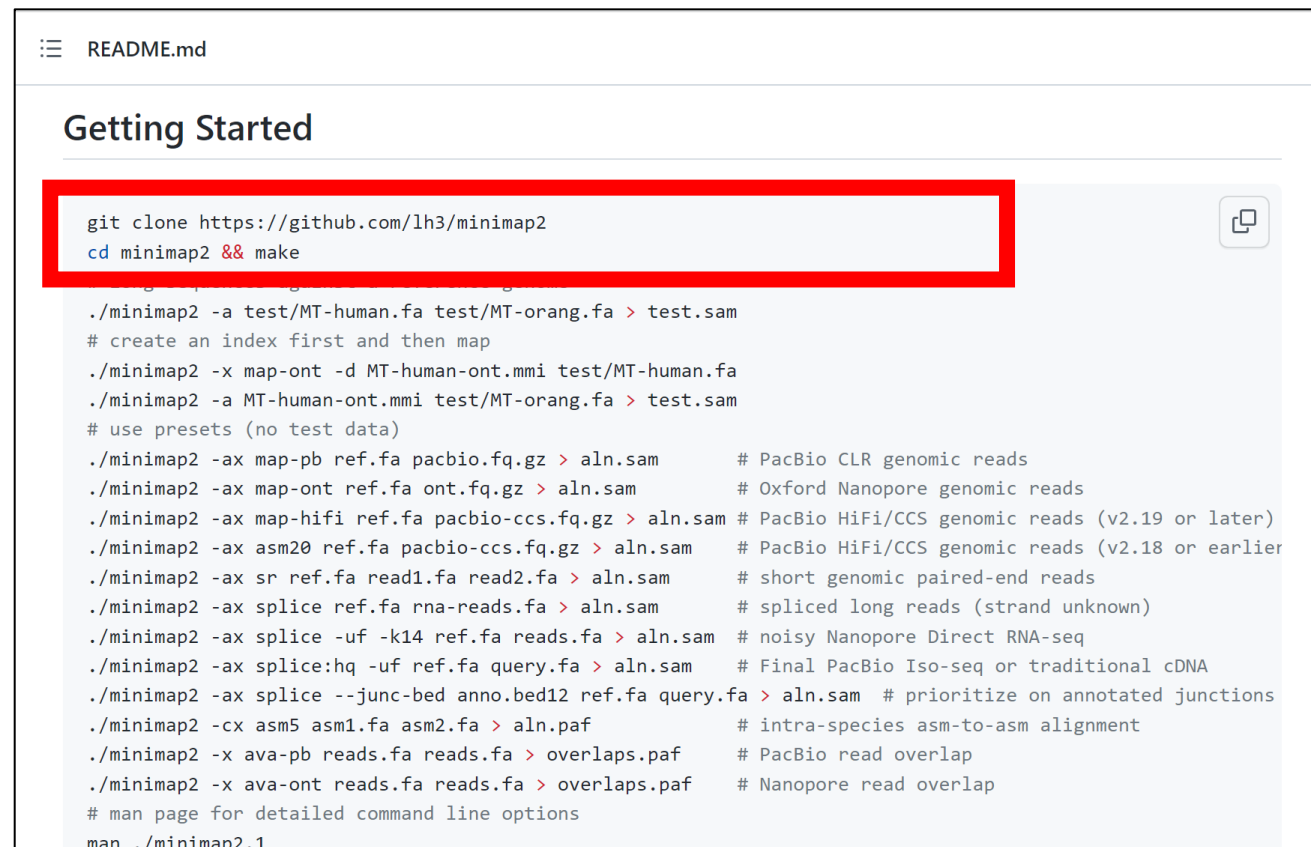 README.md
Getting Started
git clone https://github.com/lh3/minimap2
cd minimap2 && make
./minimap2 -a test/MT-human.fa test/MT-orang.fa > test.sam
# create an index first and then map
./minimap2 -x map-ont -d MT-human-ont.mmi test/MT-human.fa
./minimap2 -a MT-human-ont.mmi test/MT-orang.fa > test.sam
# use presets (no test data)
./minimap2 -ax map-pb ref.fa pacbio.fq.gz > aln.sam       # PacBio CLR genomic reads
./minimap2 -ax map-ont ref.fa ont.fq.gz > aln.sam         # Oxford Nanopore genomic reads
./minimap2 -ax map-hifi ref.fa pacbio-ccs.fq.gz > aln.sam # PacBio HiFi/CCS genomic reads (v2.19 or later)
./minimap2 -ax asm20 ref.fa pacbio-ccs.fq.gz > aln.sam    # PacBio HiFi/CCS genomic reads (v2.18 or earlier
./minimap2 -ax sr ref.fa read1.fa read2.fa > aln.sam      # short genomic paired-end reads
./minimap2 -ax splice ref.fa rna-reads.fa > aln.sam       # spliced long reads (strand unknown)
./minimap2 -ax splice -uf -k14 ref.fa reads.fa > aln.sam  # noisy Nanopore Direct RNA-seq
./minimap2 -ax splice:hq -uf ref.fa query.fa > aln.sam    # Final PacBio Iso-seq or traditional cDNA
./minimap2 -ax splice --junc-bed anno.bed12 ref.fa query.fa > aln.sam  # prioritize on annotated junctions
./minimap2 -cx asm5 asm1.fa asm2.fa > aln.paf             # intra-species asm-to-asm alignment
./minimap2 -x ava-pb reads.fa reads.fa > overlaps.paf     # PacBio read overlap
./minimap2 -x ava-ont reads.fa reads.fa > overlaps.paf    # Nanopore read overlap
# man page for detailed command line options
man ./minimap2.1